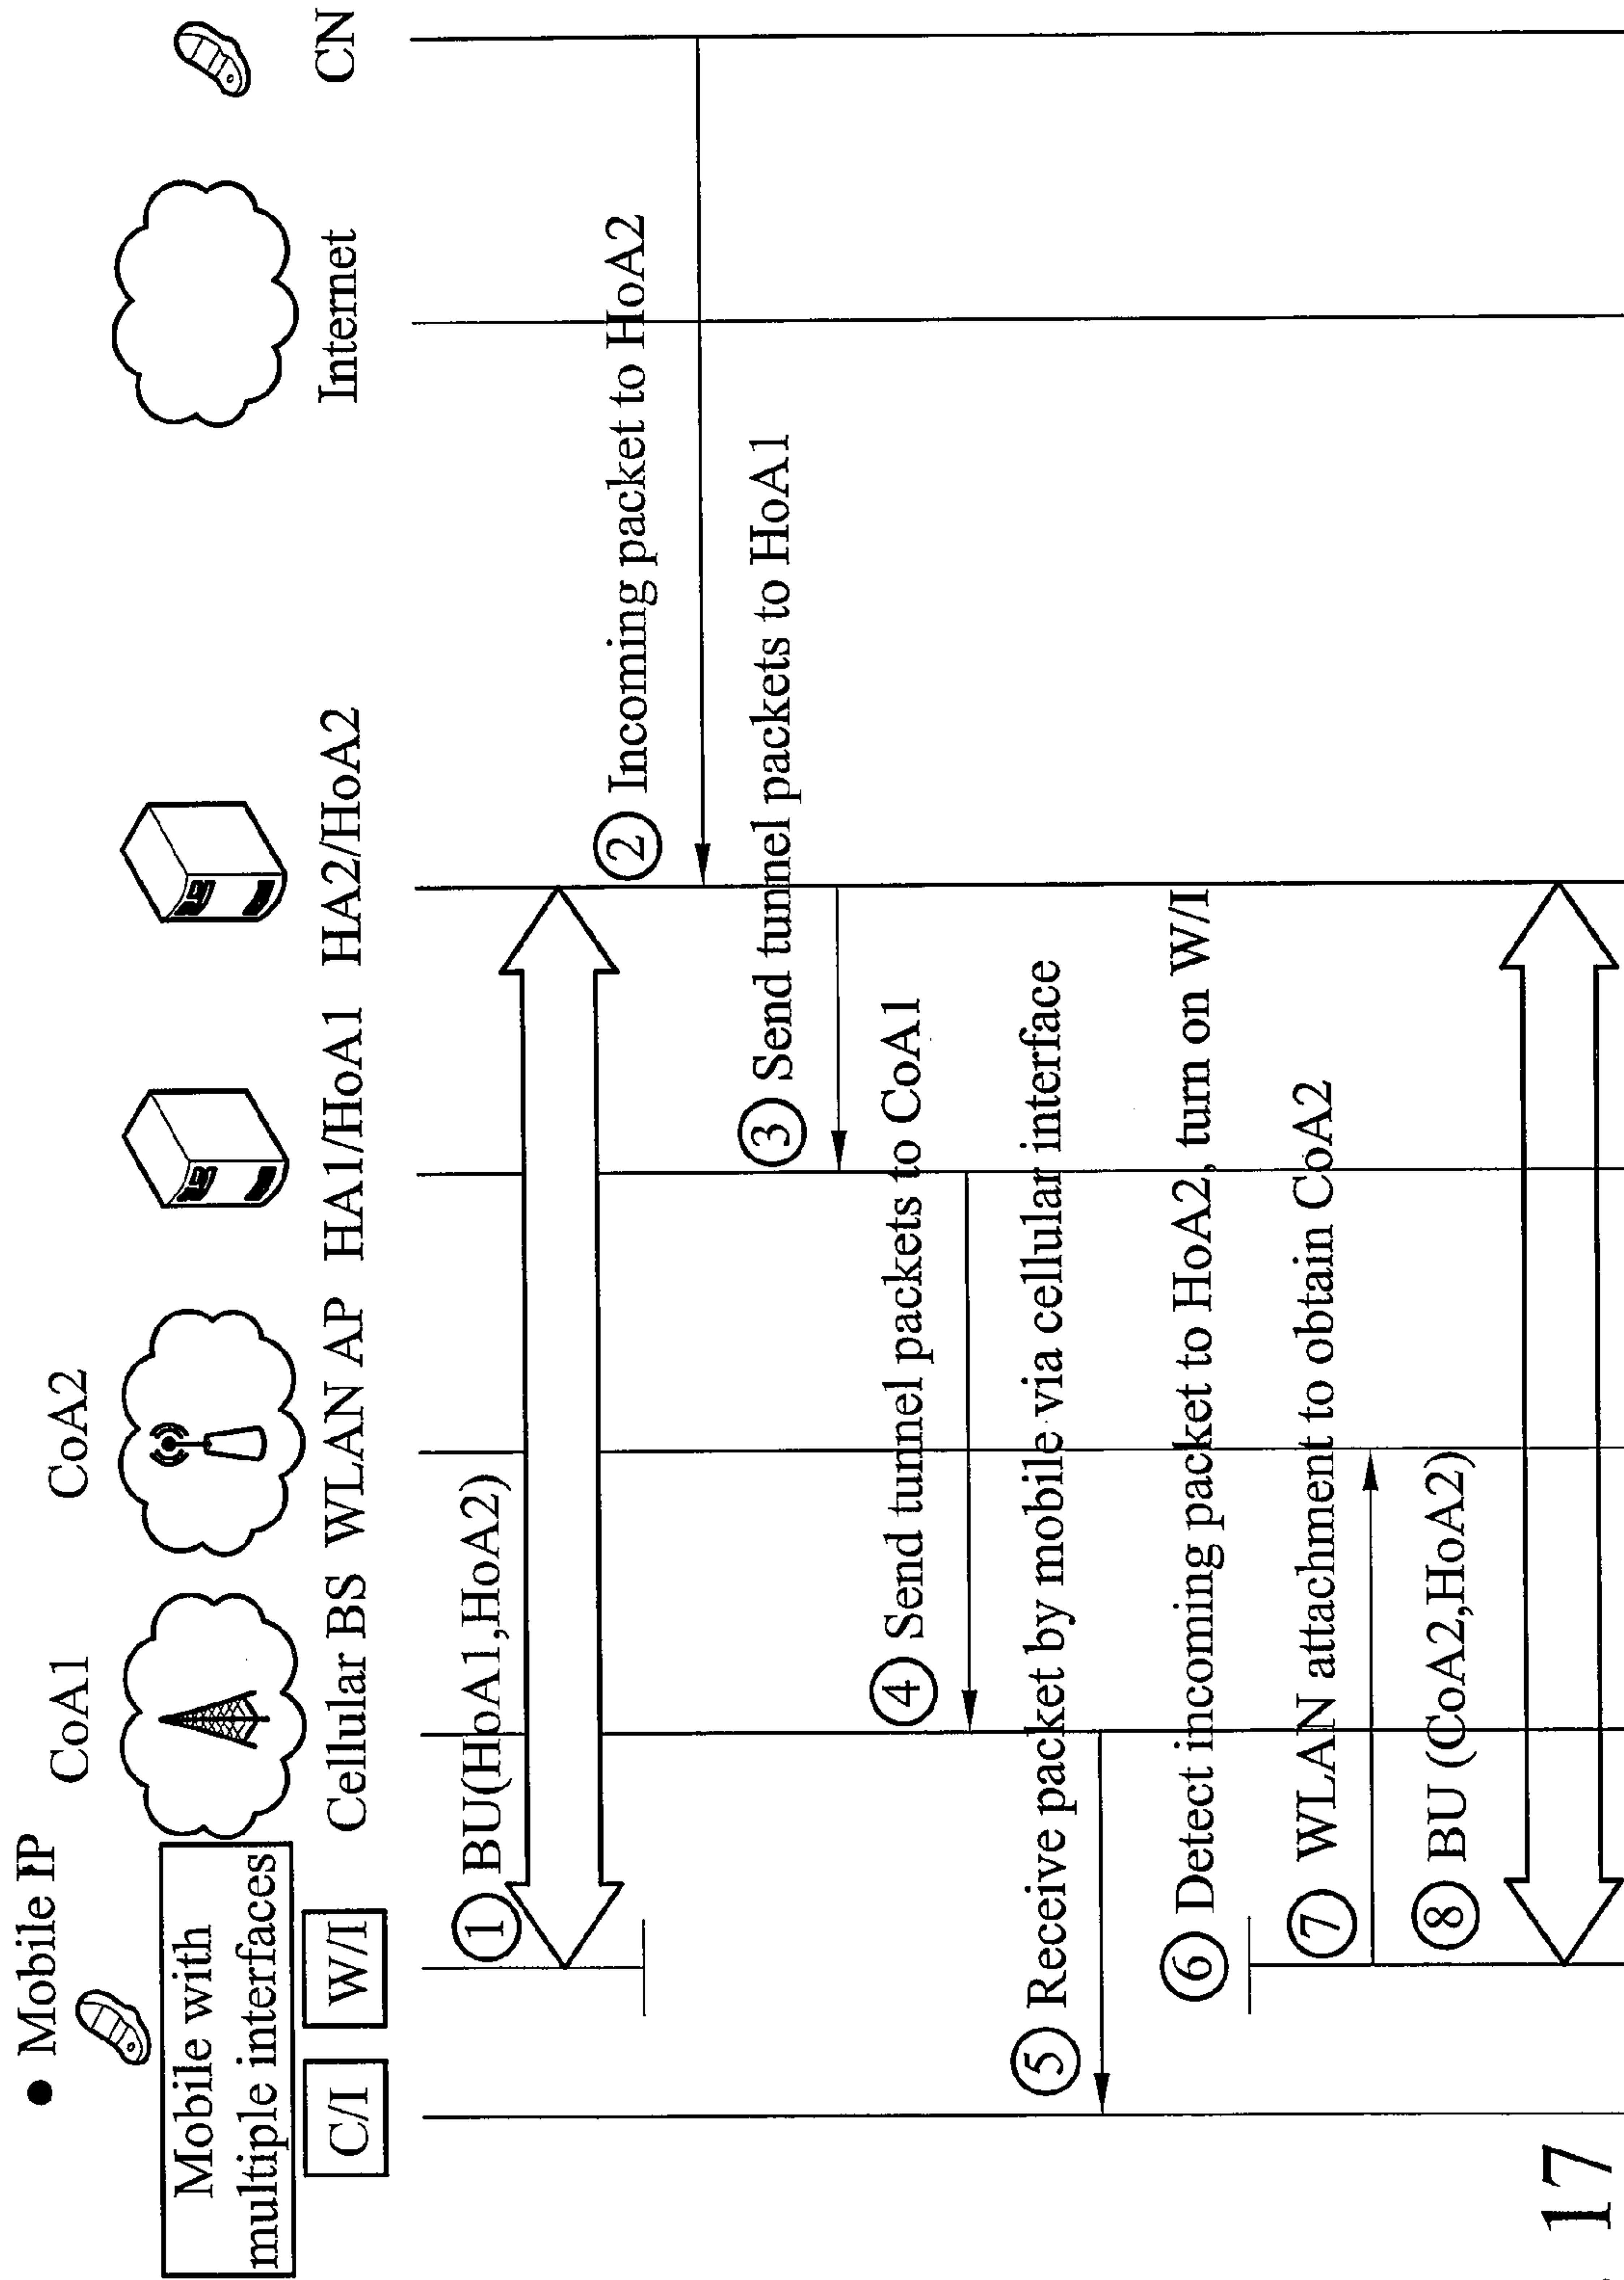 ● Mobile IP
Mobile with
multiple interfaces
C/I
W/I
CoA1
Cellular BS
CoA2
WLAN AP
HA1/HoA1
HA2/HoA2
Internet
CN
① BU(HoA1,HoA2)
② Incoming packet to HoA2
③ Send tunnel packets to HoA1
④ Send tunnel packets to CoA1
⑤ Receive packet by mobile via cellular interface
⑥ Detect incoming packet to HoA2, turn on W/I
⑦ WLAN attachment to obtain CoA2
⑧ BU (CoA2,HoA2)
17